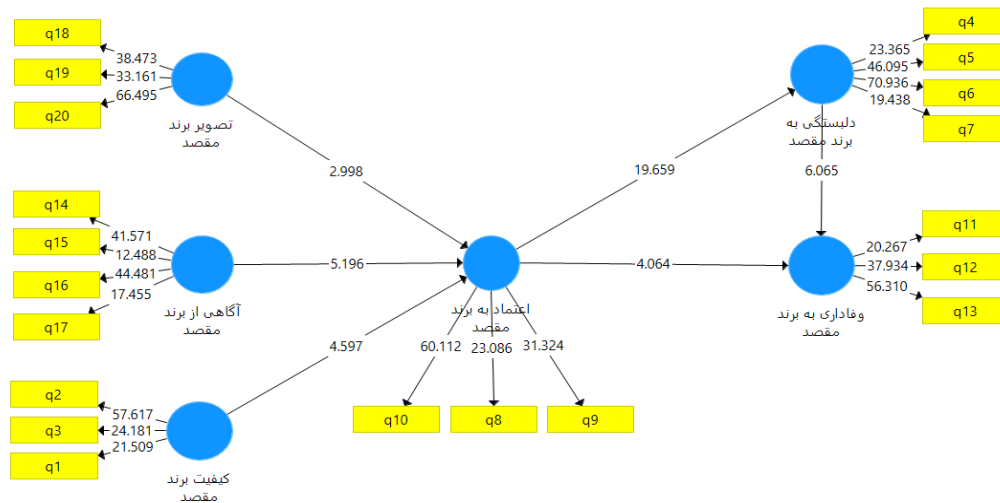 q18
q19
q20
38.473
33.161
66.495
تصویر برند
مقصد
2.998
q14
q15
q16
q17
41.571
12.488
44.481
17.455
آگاهی از برند
مقصد
5.196
q2
q3
q1
57.617
24.181
21.509
کیفیت برند
مقصد
4.597
اعتماد به برند
مقصد
60.112
23.086
31.324
q10
q8
q9
19.659
4.064
دلبستگی به
برند مقصد
23.365
46.095
70.936
19.438
q4
q5
q6
q7
6.065
وفاداری به برند
مقصد
20.267
37.934
56.310
q11
q12
q13